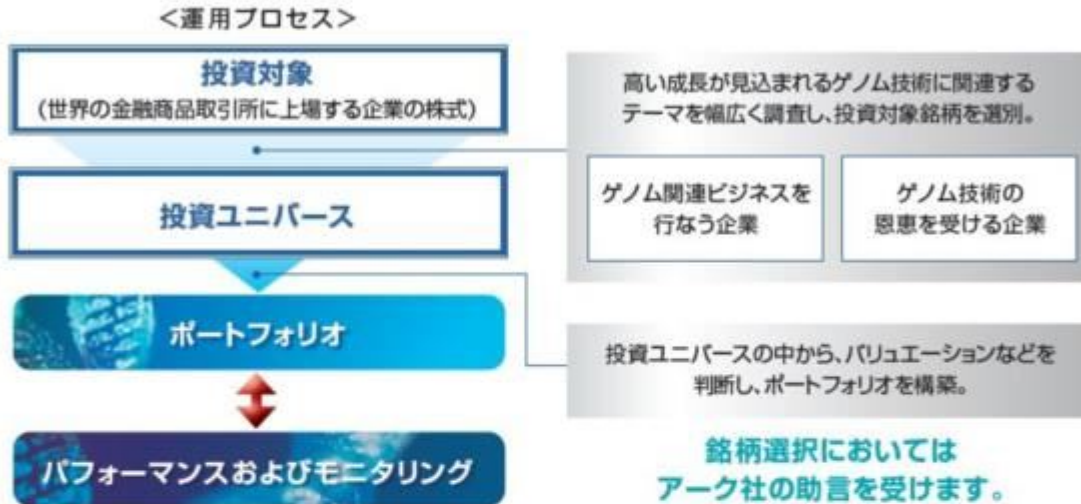 ＜運用プロセス＞
投資対象
(世界の金融商品取引所に上場する企業の株式)
投資ユニバース
ポートフォリオ
パフォーマンスおよびモニタリング
高い成長が見込まれるゲノム技術に関連する
テーマを幅広く調査し、投資対象銘柄を選別。
ゲノム関連ビジネスを
行なう企業
ゲノム技術の
恩恵を受ける企業
投資ユニバースの中から、バリュエーションなどを
判断し、ポートフォリオを構築。
銘柄選択においては
アーク社の助言を受けます。